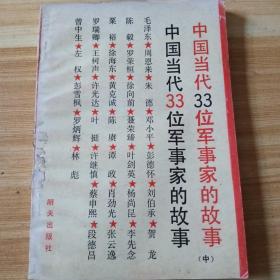 中国当代33位军事家的故事(中)
中国当代33位军事家的故事
毛泽东★周恩来★朱 德★邓小平★彭德怀★刘伯承★贺 龙
陈 毅★罗荣桓★徐向前★聂荣臻★叶剑英★杨尚昆★李先念
粟 裕★徐海东★黄克诚★陈 赓★谭 政★肖劲光★张云逸
罗瑞卿★王树声★许光达★叶 挺★许继慎★蔡申熙★段德昌
曾中生★左 权★彭雪枫★罗炳辉★林 彪
明天出版社